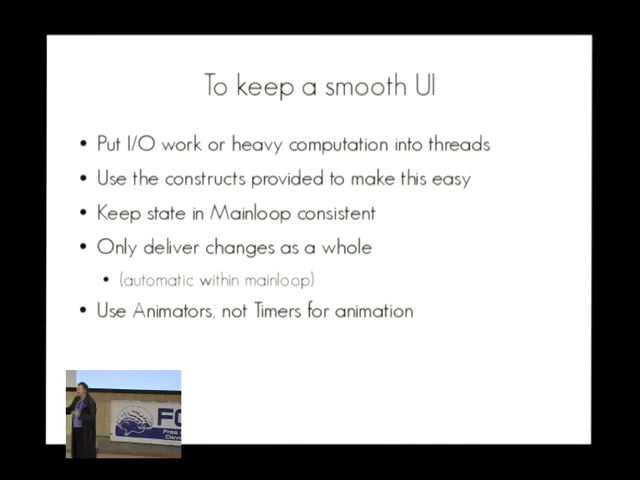 To keep a smooth UI
• Put I/O work or heavy computation into threads
• Use the constructs provided to make this easy
• Keep state in Mainloop consistent
• Only deliver changes as a whole
• (automatic within mainloop)
• Use Animators, not Timers for animation
FO
Free